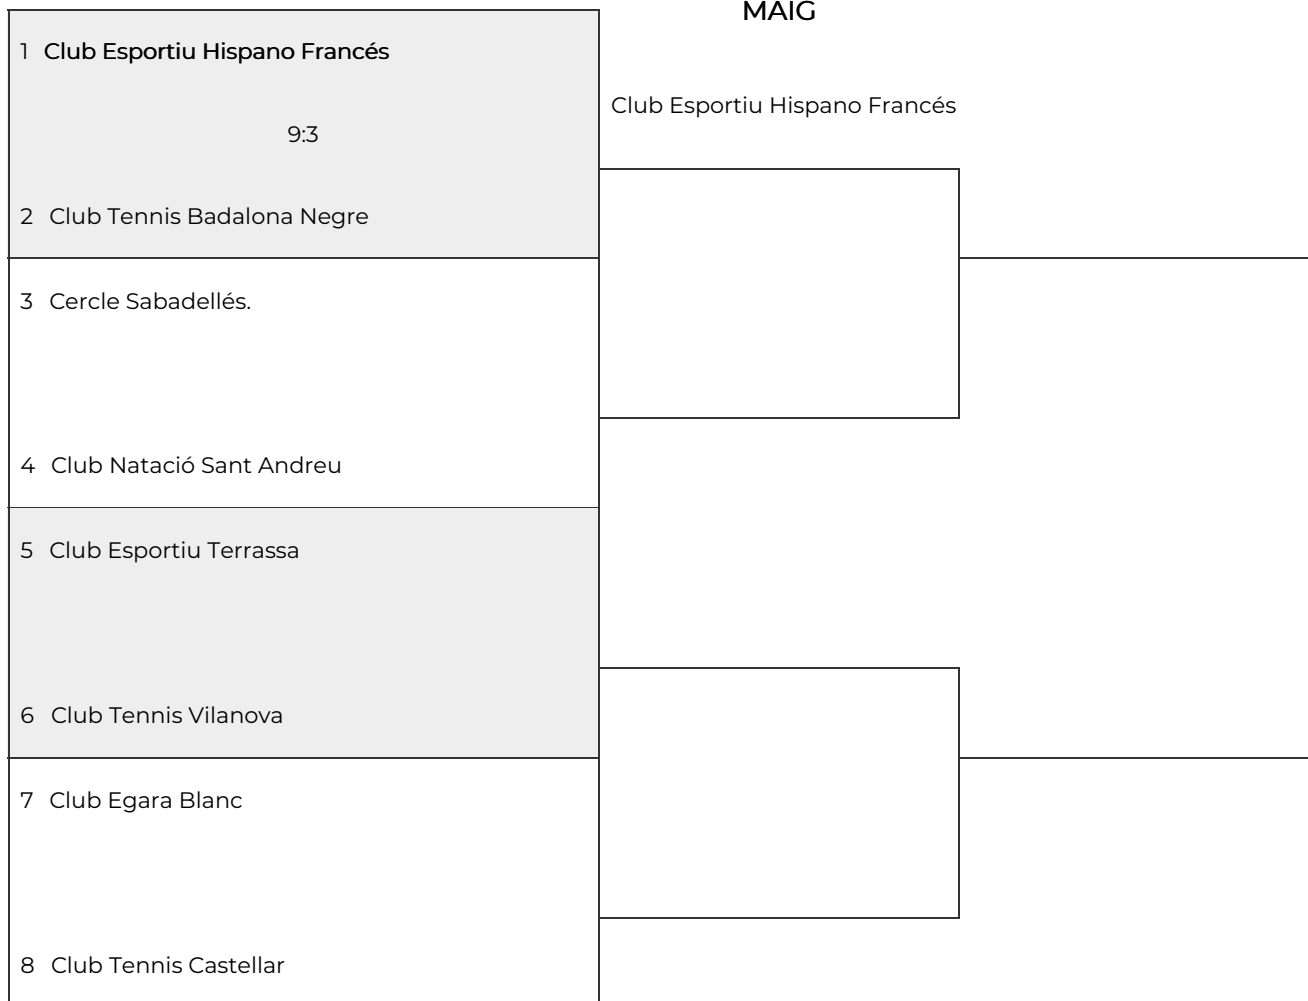 MAIG
1 Club Esportiu Hispano Francés
9:3
2 Club Tennis Badalona Negre
Club Esportiu Hispano Francés
3 Cercle Sabadellés.
4 Club Natació Sant Andreu
5 Club Esportiu Terrassa
6 Club Tennis Vilanova
7 Club Egara Blanc
8 Club Tennis Castellar